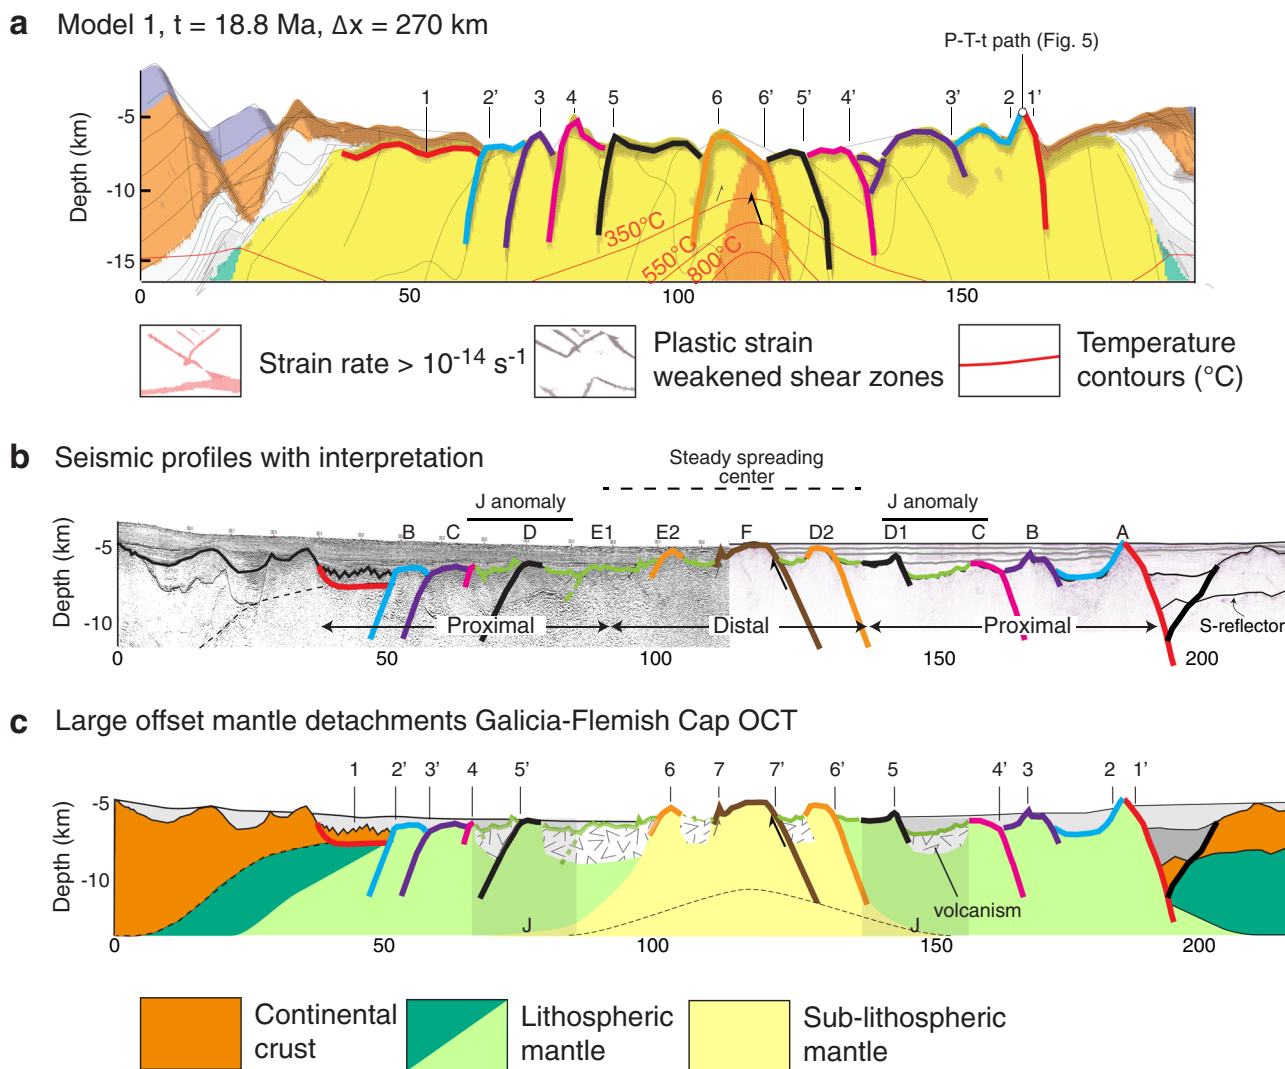 a Model 1, t = 18.8 Ma, Δx = 270 km
P-T-t path (Fig. 5)
1 2' 3 4 5 6 6' 5' 4' 3' 2 1'
Depth (km)
-5
-10
-15
350°C
550°C
800°C
0 50 100 150
Strain rate > 10⁻¹⁴ s⁻¹
Plastic strain
weakened shear zones
Temperature
contours (°C)
b Seismic profiles with interpretation
Steady spreading
center
J anomaly J anomaly
B C D E1 E2 F D2 D1 C B A
Depth (km)
-5
-10
Proximal Distal Proximal
S-reflector
0 50 100 150 200
c Large offset mantle detachments Galicia-Flemish Cap OCT
1 2' 3' 4 5' 6 7 7' 6' 5 4' 3 2 1'
Depth (km)
-5
-10
volcanism
J J
0 50 100 150 200
Continental
crust
Lithospheric
mantle
Sub-lithospheric
mantle